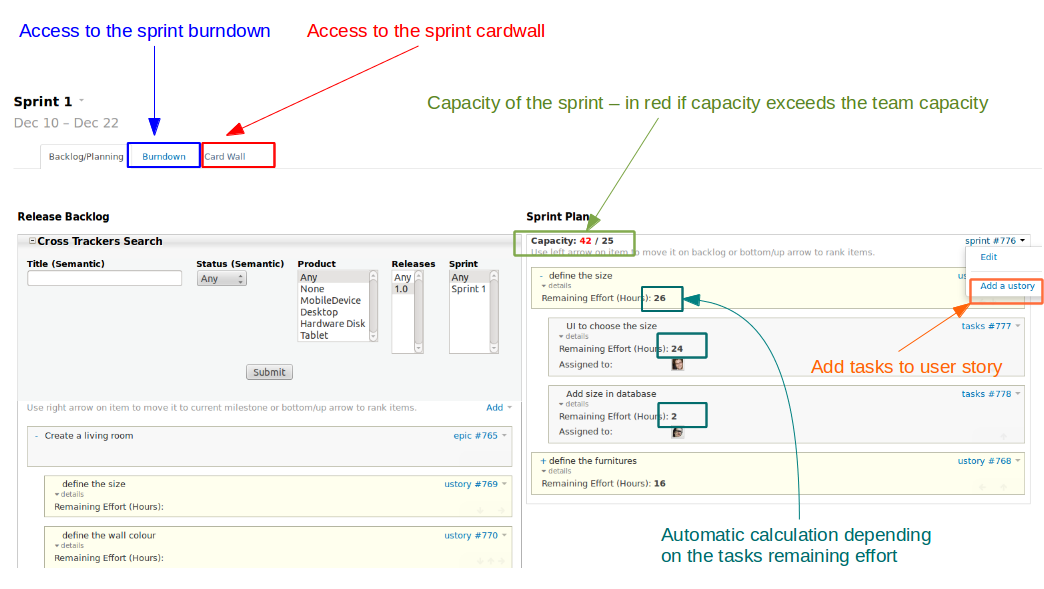 Access to the sprint burndown
Access to the sprint cardwall
Sprint 1
Dec 10 – Dec 22
Capacity of the sprint – in red if capacity exceeds the team capacity
Backlog/Planning
Burndown
Card Wall
Release Backlog
Cross Trackers Search
Title (Semantic)
Status (Semantic)
Any
Product
Any
None
MobileDevice
Desktop
Hardware Disk
Tablet
Releases
Any
1.0
Sprint
Any
Sprint 1
Submit
Use right arrow on item to move it to current milestone or bottom/up arrow to rank items.
Add
- Create a living room
epic #765
define the size
ustory #769
details
Remaining Effort (Hours):
define the wall colour
ustory #770
details
Remaining Effort (Hours):
Sprint Plan
Capacity: 42 / 25
sprint #776
Use left arrow on item to move it on backlog or bottom/up arrow to rank items.
Edit
Add a ustory
- define the size
us
details
Remaining Effort (Hours): 26
UI to choose the size
tasks #777
details
Remaining Effort (Hours): 24
Assigned to:
Add tasks to user story
Add size in database
tasks #778
details
Remaining Effort (Hours): 2
Assigned to:
+ define the furnitures
ustory #768
details
Remaining Effort (Hours): 16
Automatic calculation depending
on the tasks remaining effort